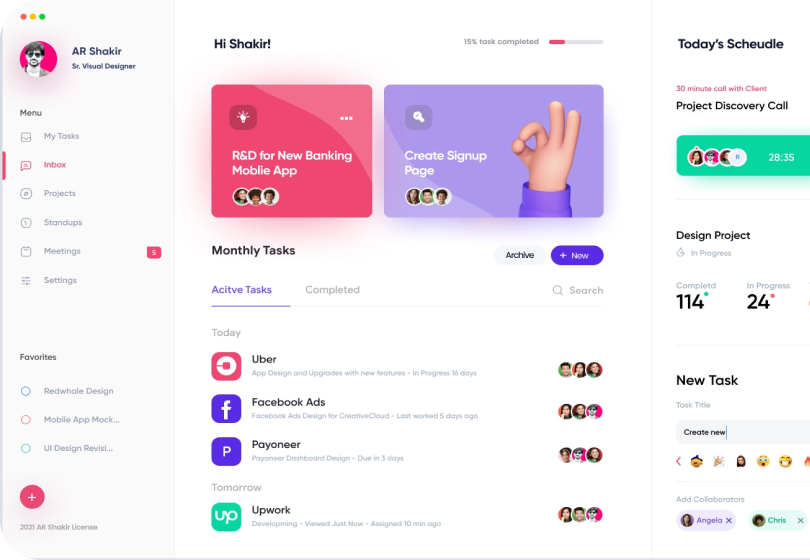 AR Shakir
Sr. Visual Designer
Menu
My Tasks
Inbox
Projects
Standups
Meetings
5
Settings
Favorites
Redwhale Design
Mobile App Mock...
UI Design Revisi...
+
2021 AR Shakir License
Hi Shakir!
15% task completed
R&D for New Banking
Moblie App
Create Signup
Page
Monthly Tasks
Archive
+ New
Acitve Tasks
Completed
Search
Today
Uber
App Design and Upgrades with new features - In Progress 16 days
Facebook Ads
Facebook Ads Design for CreativeCloud - Last worked 5 days ago
P
Payoneer
Payoneer Dashboard Design - Due in 3 days
Tomorrow
up
Upwork
Developming - Viewed Just Now - Assigned 10 min ago
Today's Scheudle
30 minute call with Client
Project Discovery Call
R
28:35
Design Project
In Progress
Completd
In Progress
114
24
New Task
Task Title
Create new
Add Collaborators
Angela X
Chris X